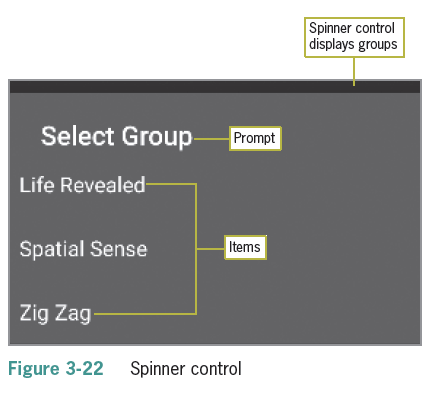 Spinner control
displays groups
Select Group
Prompt
Life Revealed
Spatial Sense
Items
Zig Zag
Figure 3-22 Spinner control